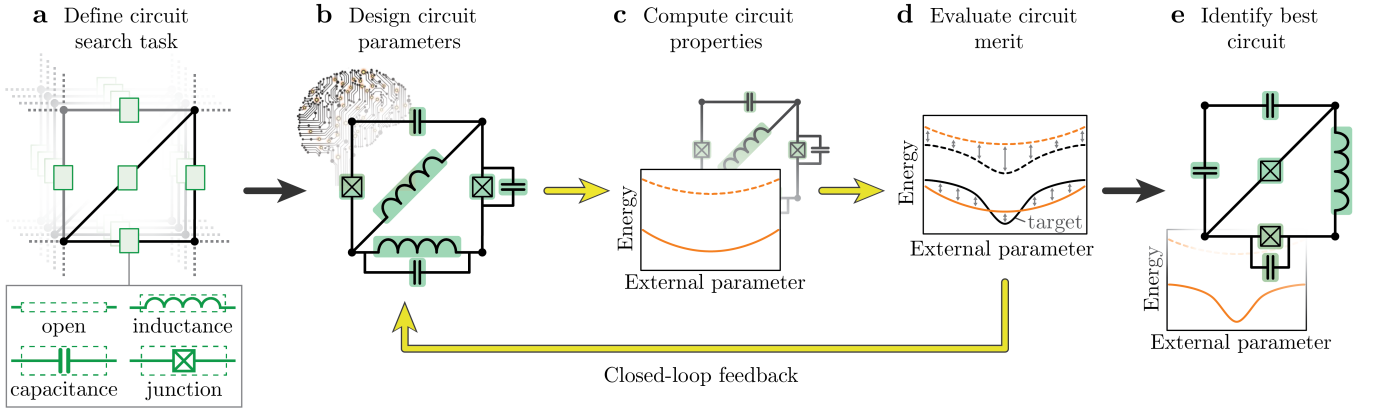 a Define circuit
search task
open
inductance
capacitance
junction
b Design circuit
parameters
c Compute circuit
properties
Energy
External parameter
d Evaluate circuit
merit
Energy
target
External parameter
Closed-loop feedback
e Identify best
circuit
Energy
External parameter